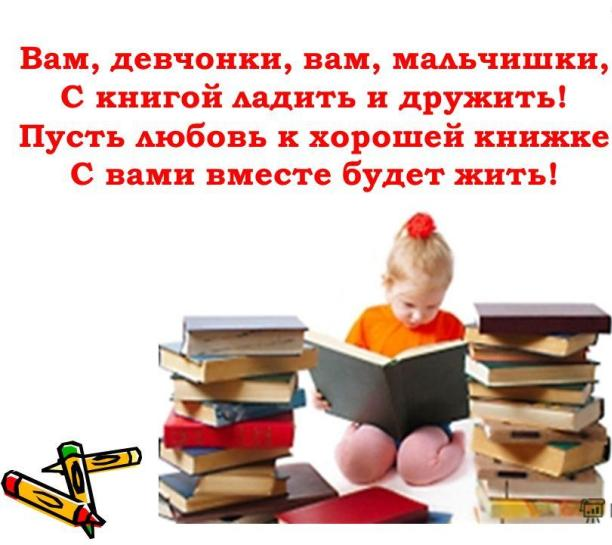 Вам, девчонки, вам, мальчишки,
С книгой ладить и дружить!
Пусть любовь к хорошей книжке
С вами вместе будет жить!